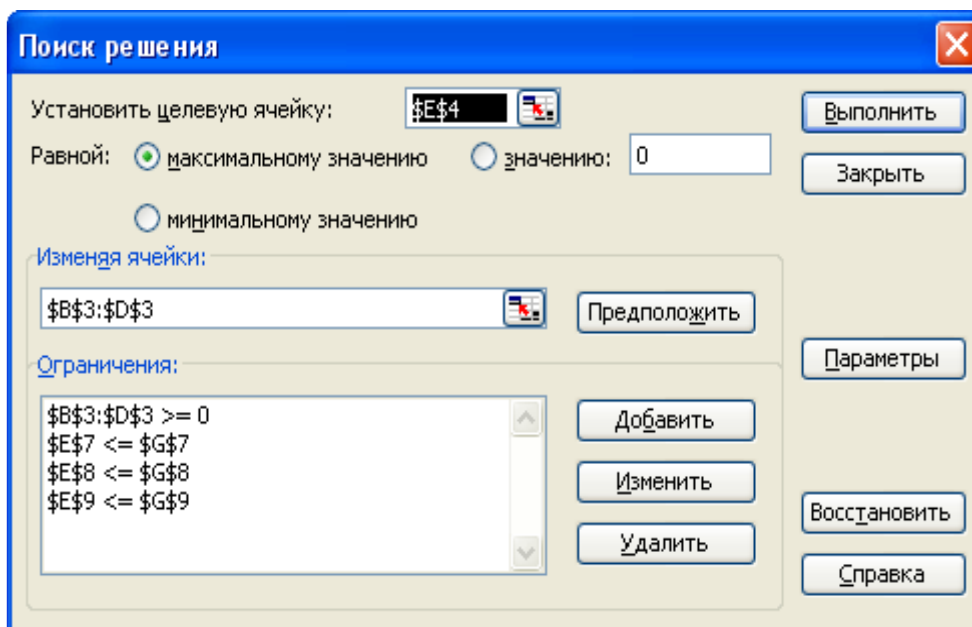 Поиск решения
Установить целевую ячейку: $E$4 Выполнить
Равной: максимальному значению значению: 0 Закрыть
минимальному значению
Изменяя ячейки:
$B$3:$D$3 Предположить
Параметры
Ограничения:
$B$3:$D$3 >= 0 Добавить
$E$7 <= $G$7
$E$8 <= $G$8 Изменить
$E$9 <= $G$9
Восстановить
Удалить
Справка